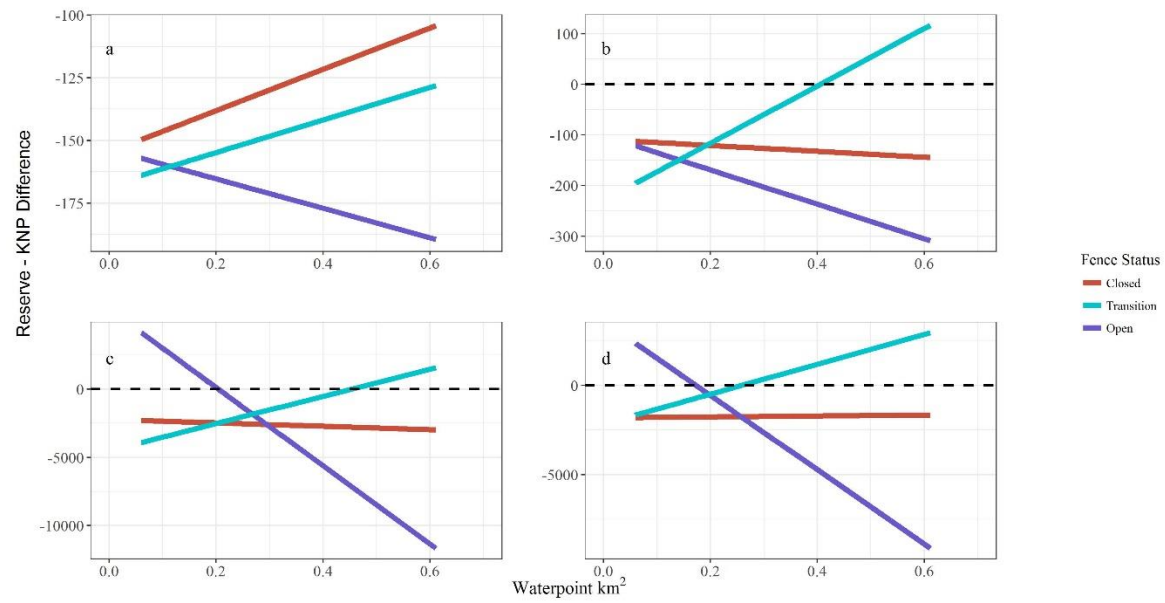 a
-100
-125
-150
-175
0.0 0.2 0.4 0.6
b
100
0
-100
-200
-300
0.0 0.2 0.4 0.6
Reserve - KNP Difference
c
0
-5000
-10000
0.0 0.2 0.4 0.6
d
0
-5000
0.0 0.2 0.4 0.6
Waterpoint km²
Fence Status
Closed
Transition
Open